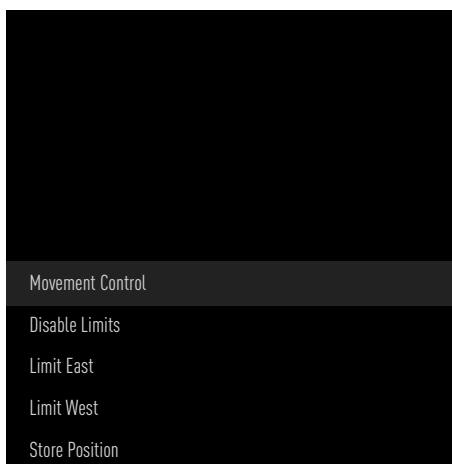 Movement Control
Disable Limits
Limit East
Limit West
Store Position